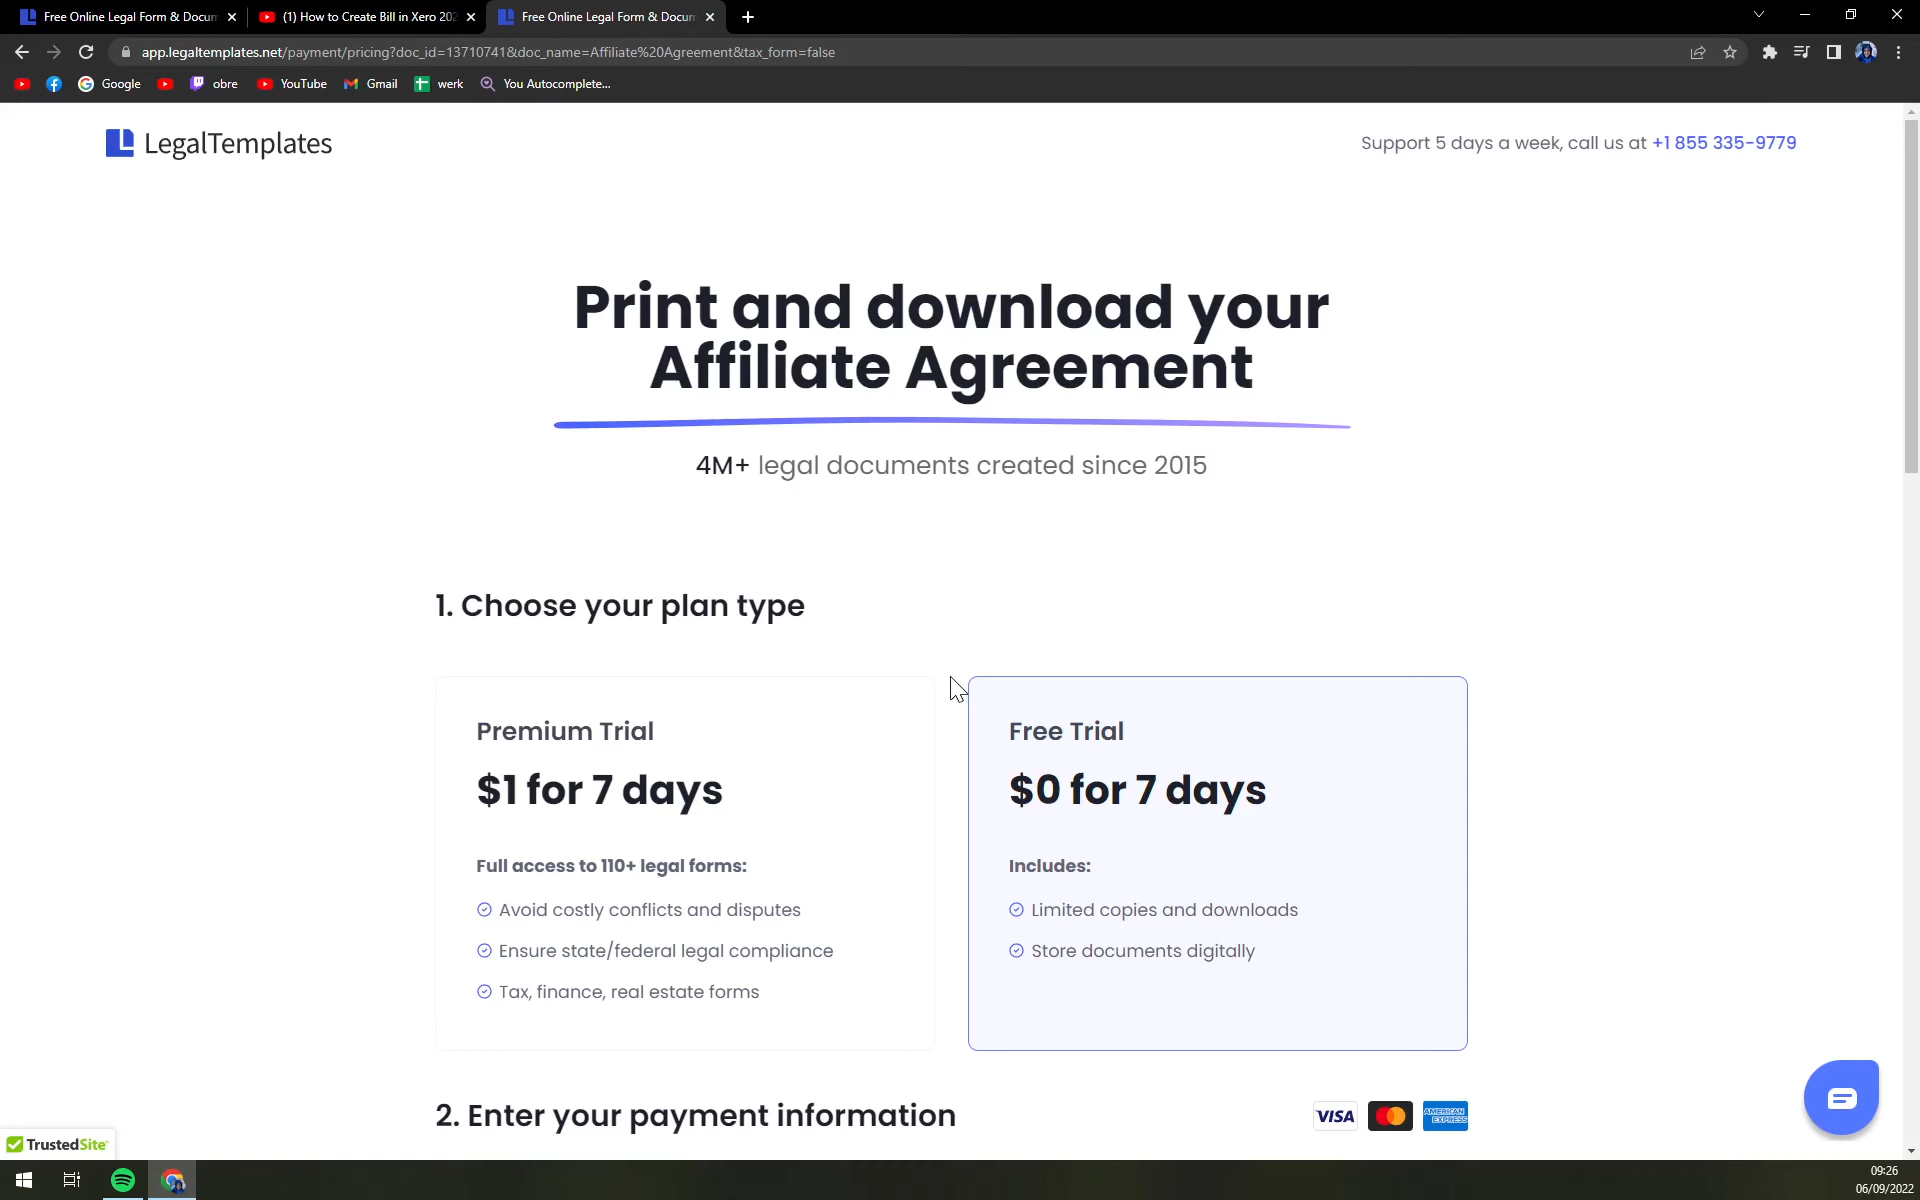 Free Online Legal Form & Docum
(1) How to Create Bill in Xero 202
Free Online Legal Form & Docum
app.legaltemplates.net/payment/pricing?doc_id=13710741&doc_name=Affiliate%20Agreement&tax_form=false
Google
obre
YouTube
Gmail
werk
You Autocomplete...
LegalTemplates
Support 5 days a week, call us at +1 855 335-9779
Print and download your
Affiliate Agreement
4M+ legal documents created since 2015
1. Choose your plan type
Premium Trial
$1 for 7 days
Full access to 110+ legal forms:
Avoid costly conflicts and disputes
Ensure state/federal legal compliance
Tax, finance, real estate forms
Free Trial
$0 for 7 days
Includes:
Limited copies and downloads
Store documents digitally
2. Enter your payment information
VISA
AMERICAN
EXPRESS
TrustedSite
09:26
06/09/2022